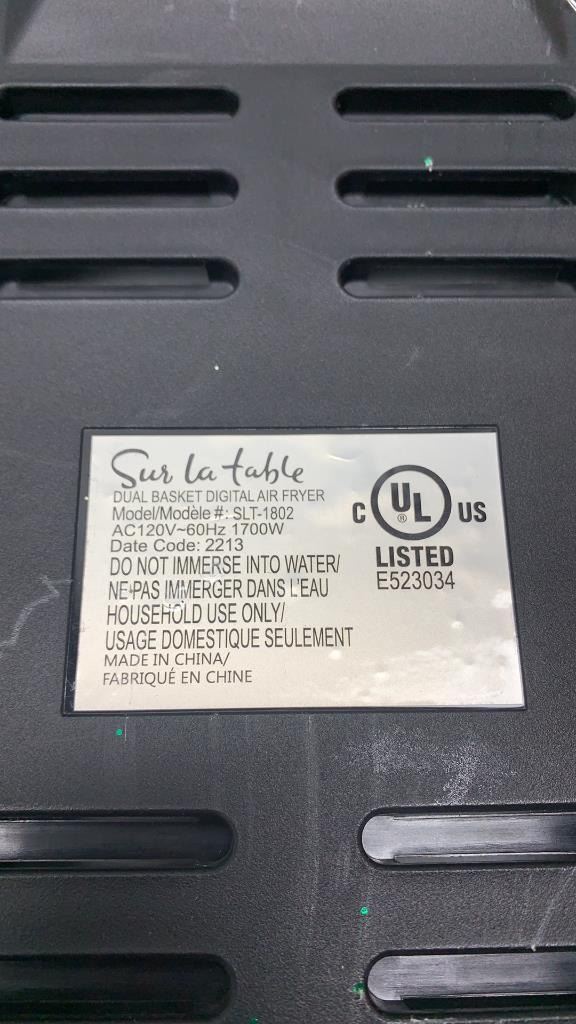 Sur la table
DUAL BASKET DIGITAL AIR FRYER
Model/Modèle #: SLT-1802
AC120V~60Hz 1700W
Date Code: 2213
DO NOT IMMERSE INTO WATER/
NE PAS IMMERGER DANS L'EAU
HOUSEHOLD USE ONLY/
USAGE DOMESTIQUE SEULEMENT
MADE IN CHINA/
FABRIQUÉ EN CHINE
C UL ® US
LISTED
E523034